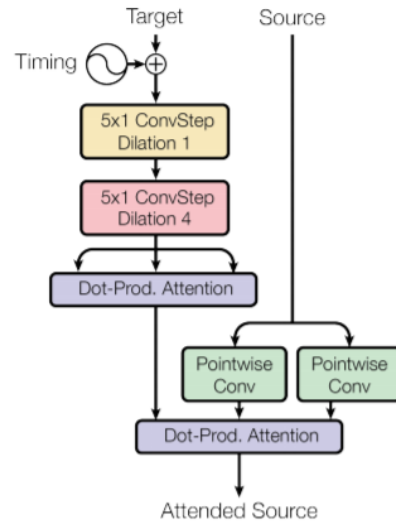 Target
Source
Timing
5x1 ConvStep
Dilation 1
5x1 ConvStep
Dilation 4
Dot-Prod. Attention
Pointwise
Conv
Pointwise
Conv
Dot-Prod. Attention
Attended Source